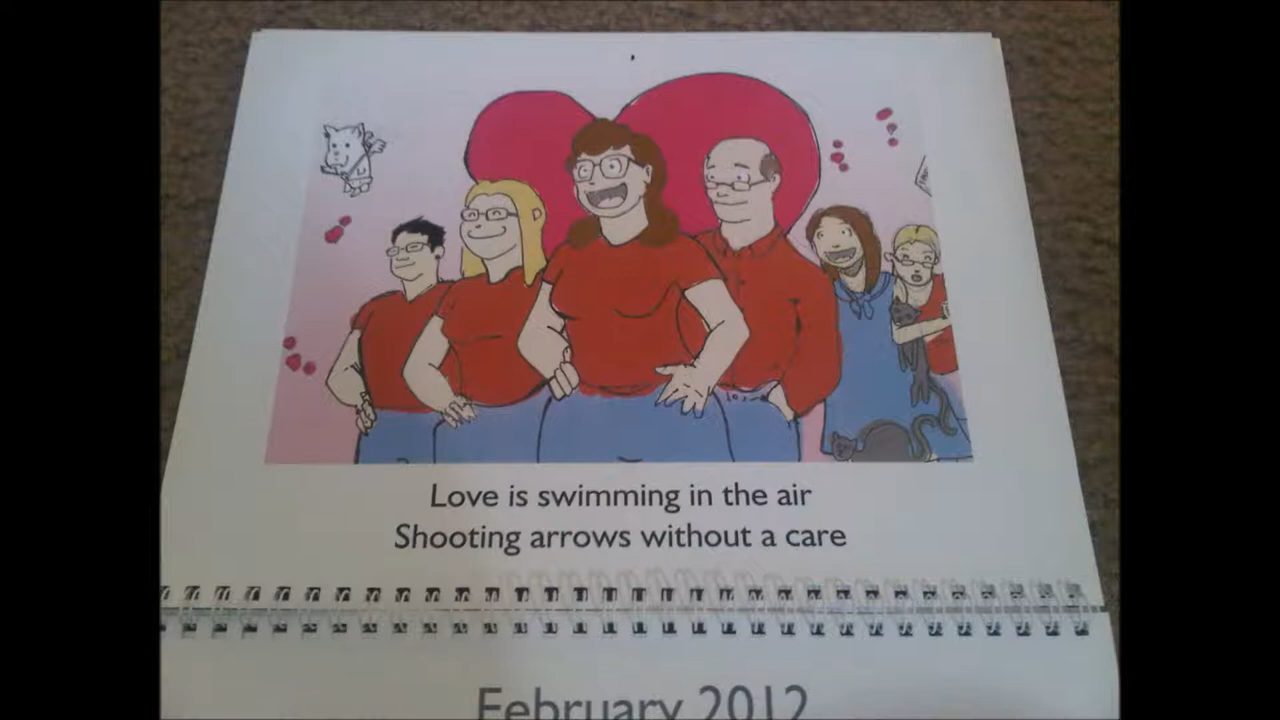 Love is swimming in the air
Shooting arrows without a care
February 2012